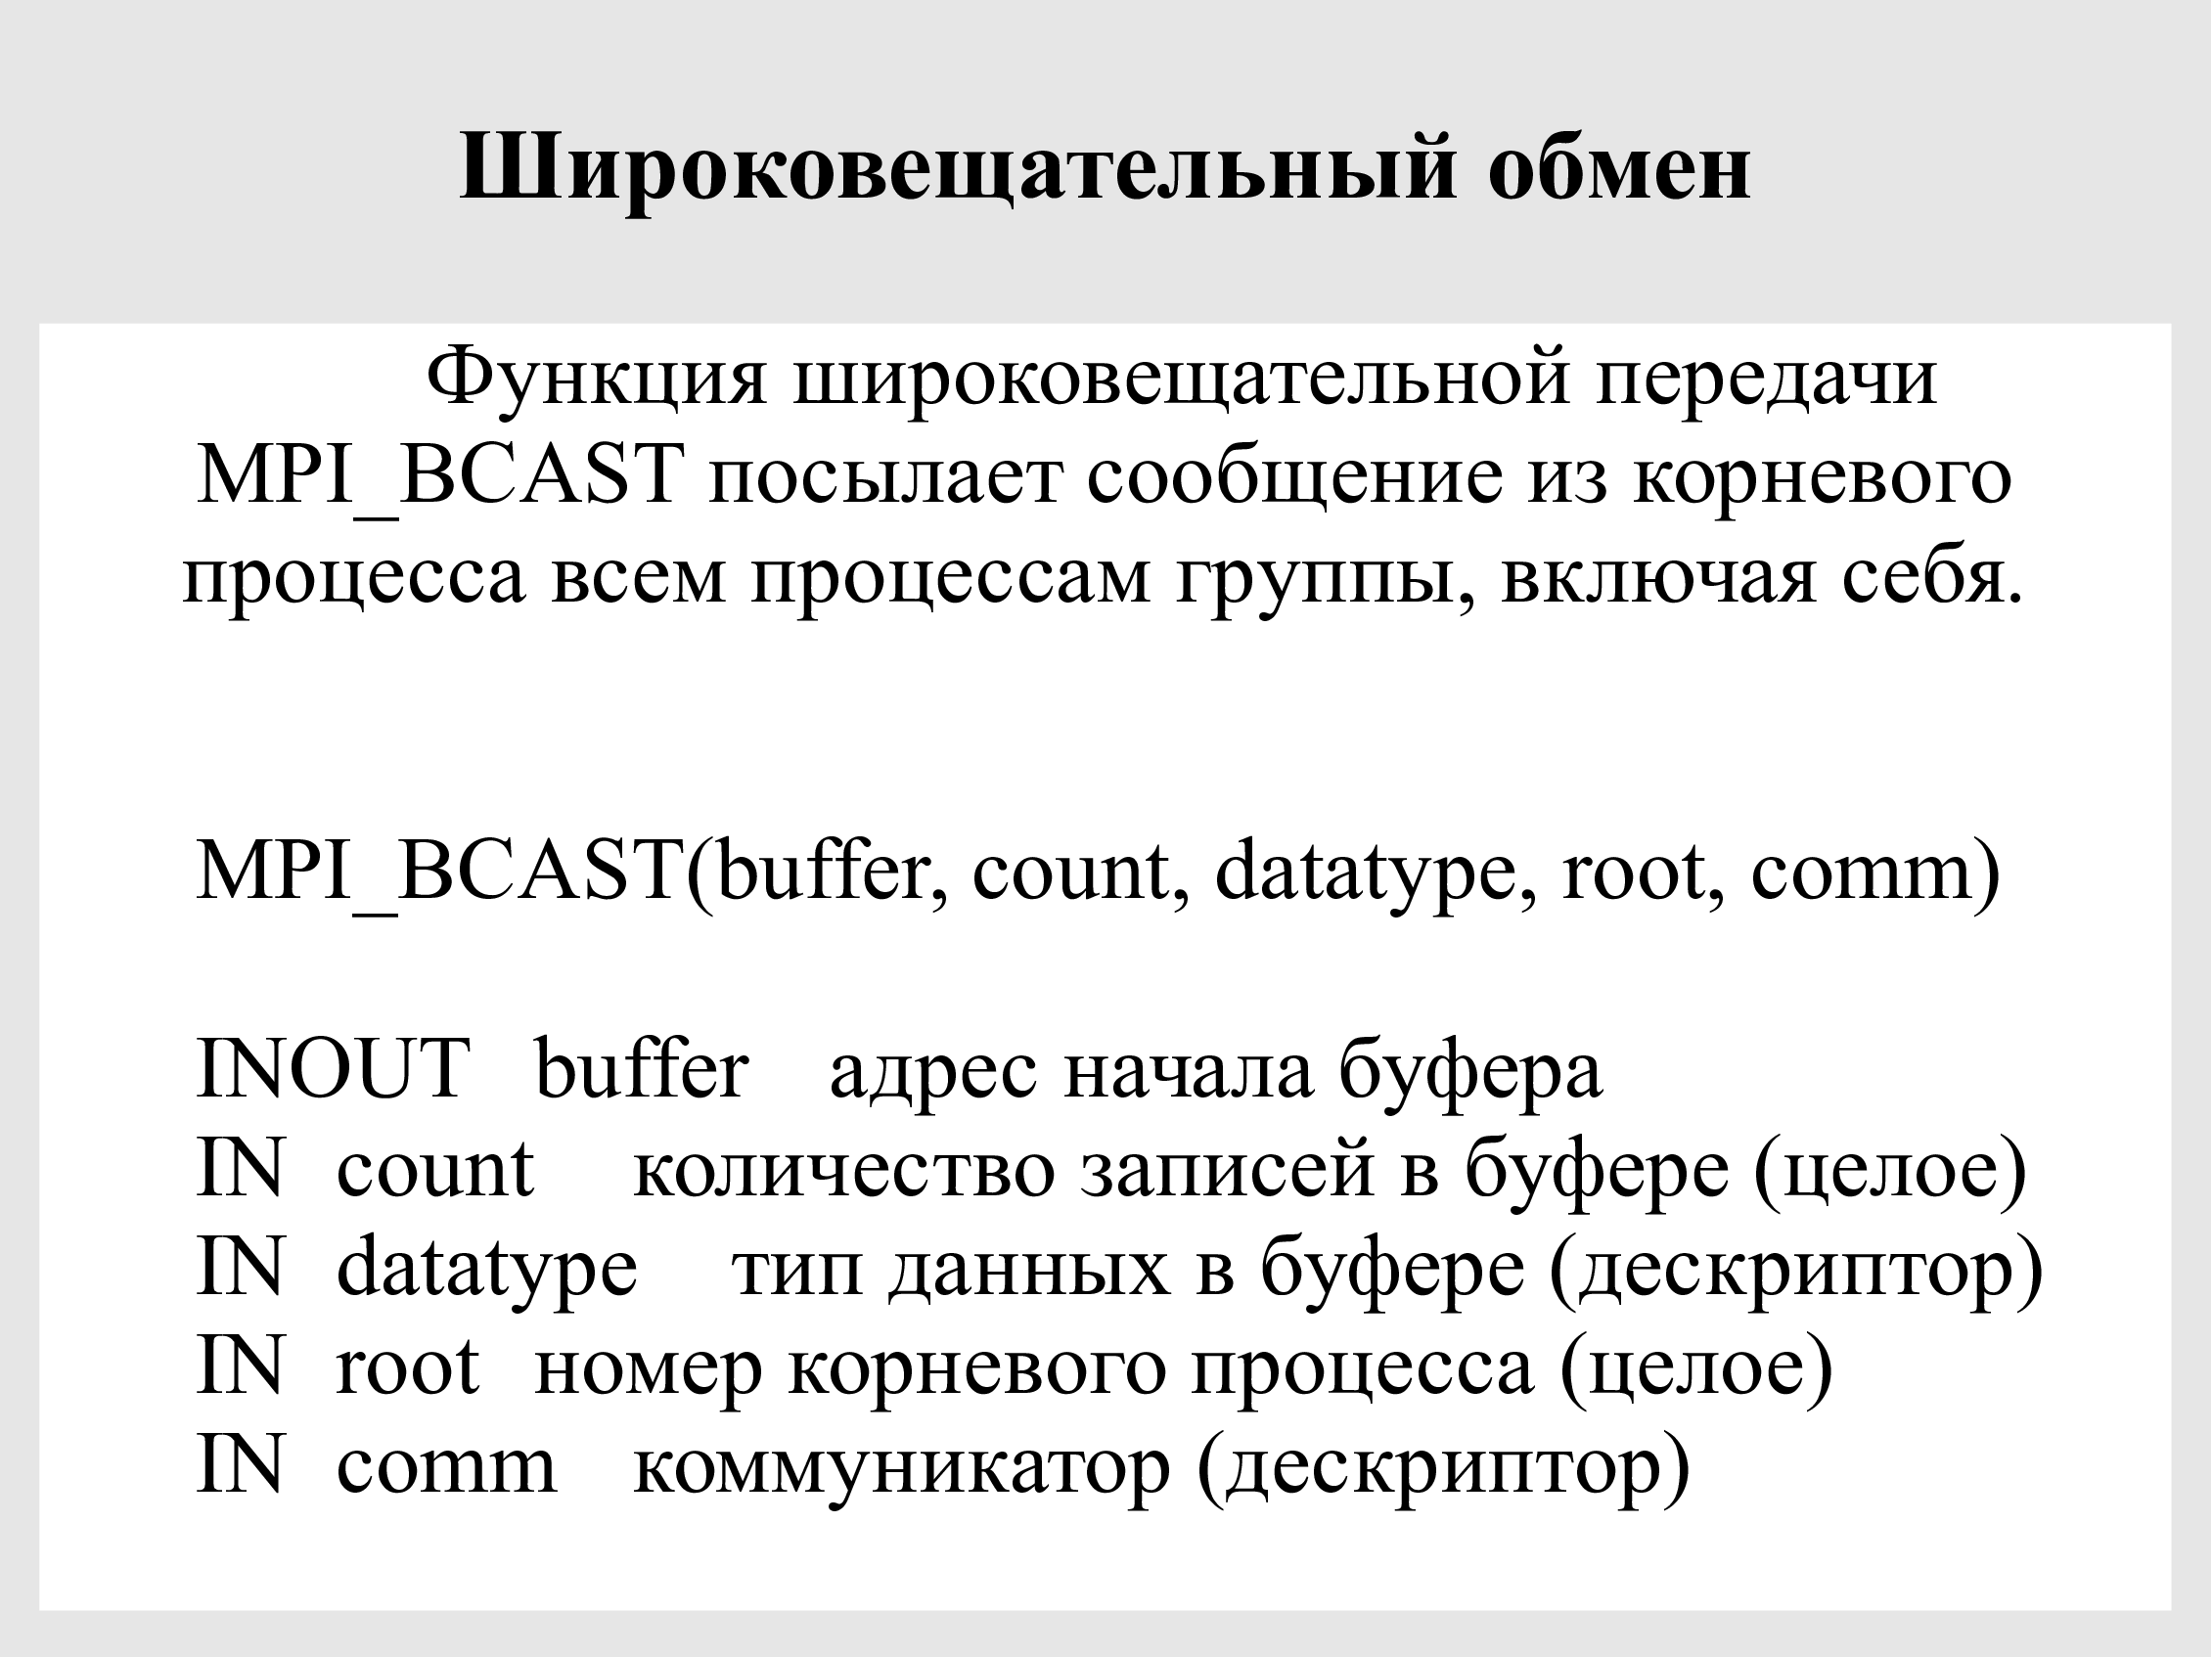 Широковещательный обмен
Функция широковещательной передачи
MPI_BCAST посылает сообщение из корневого
процесса всем процессам группы, включая себя.
MPI_BCAST(buffer, count, datatype, root, comm)
INOUT buffer адрес начала буфера
IN count количество записей в буфере (целое)
IN datatype тип данных в буфере (дескриптор)
IN root номер корневого процесса (целое)
IN comm коммуникатор (дескриптор)